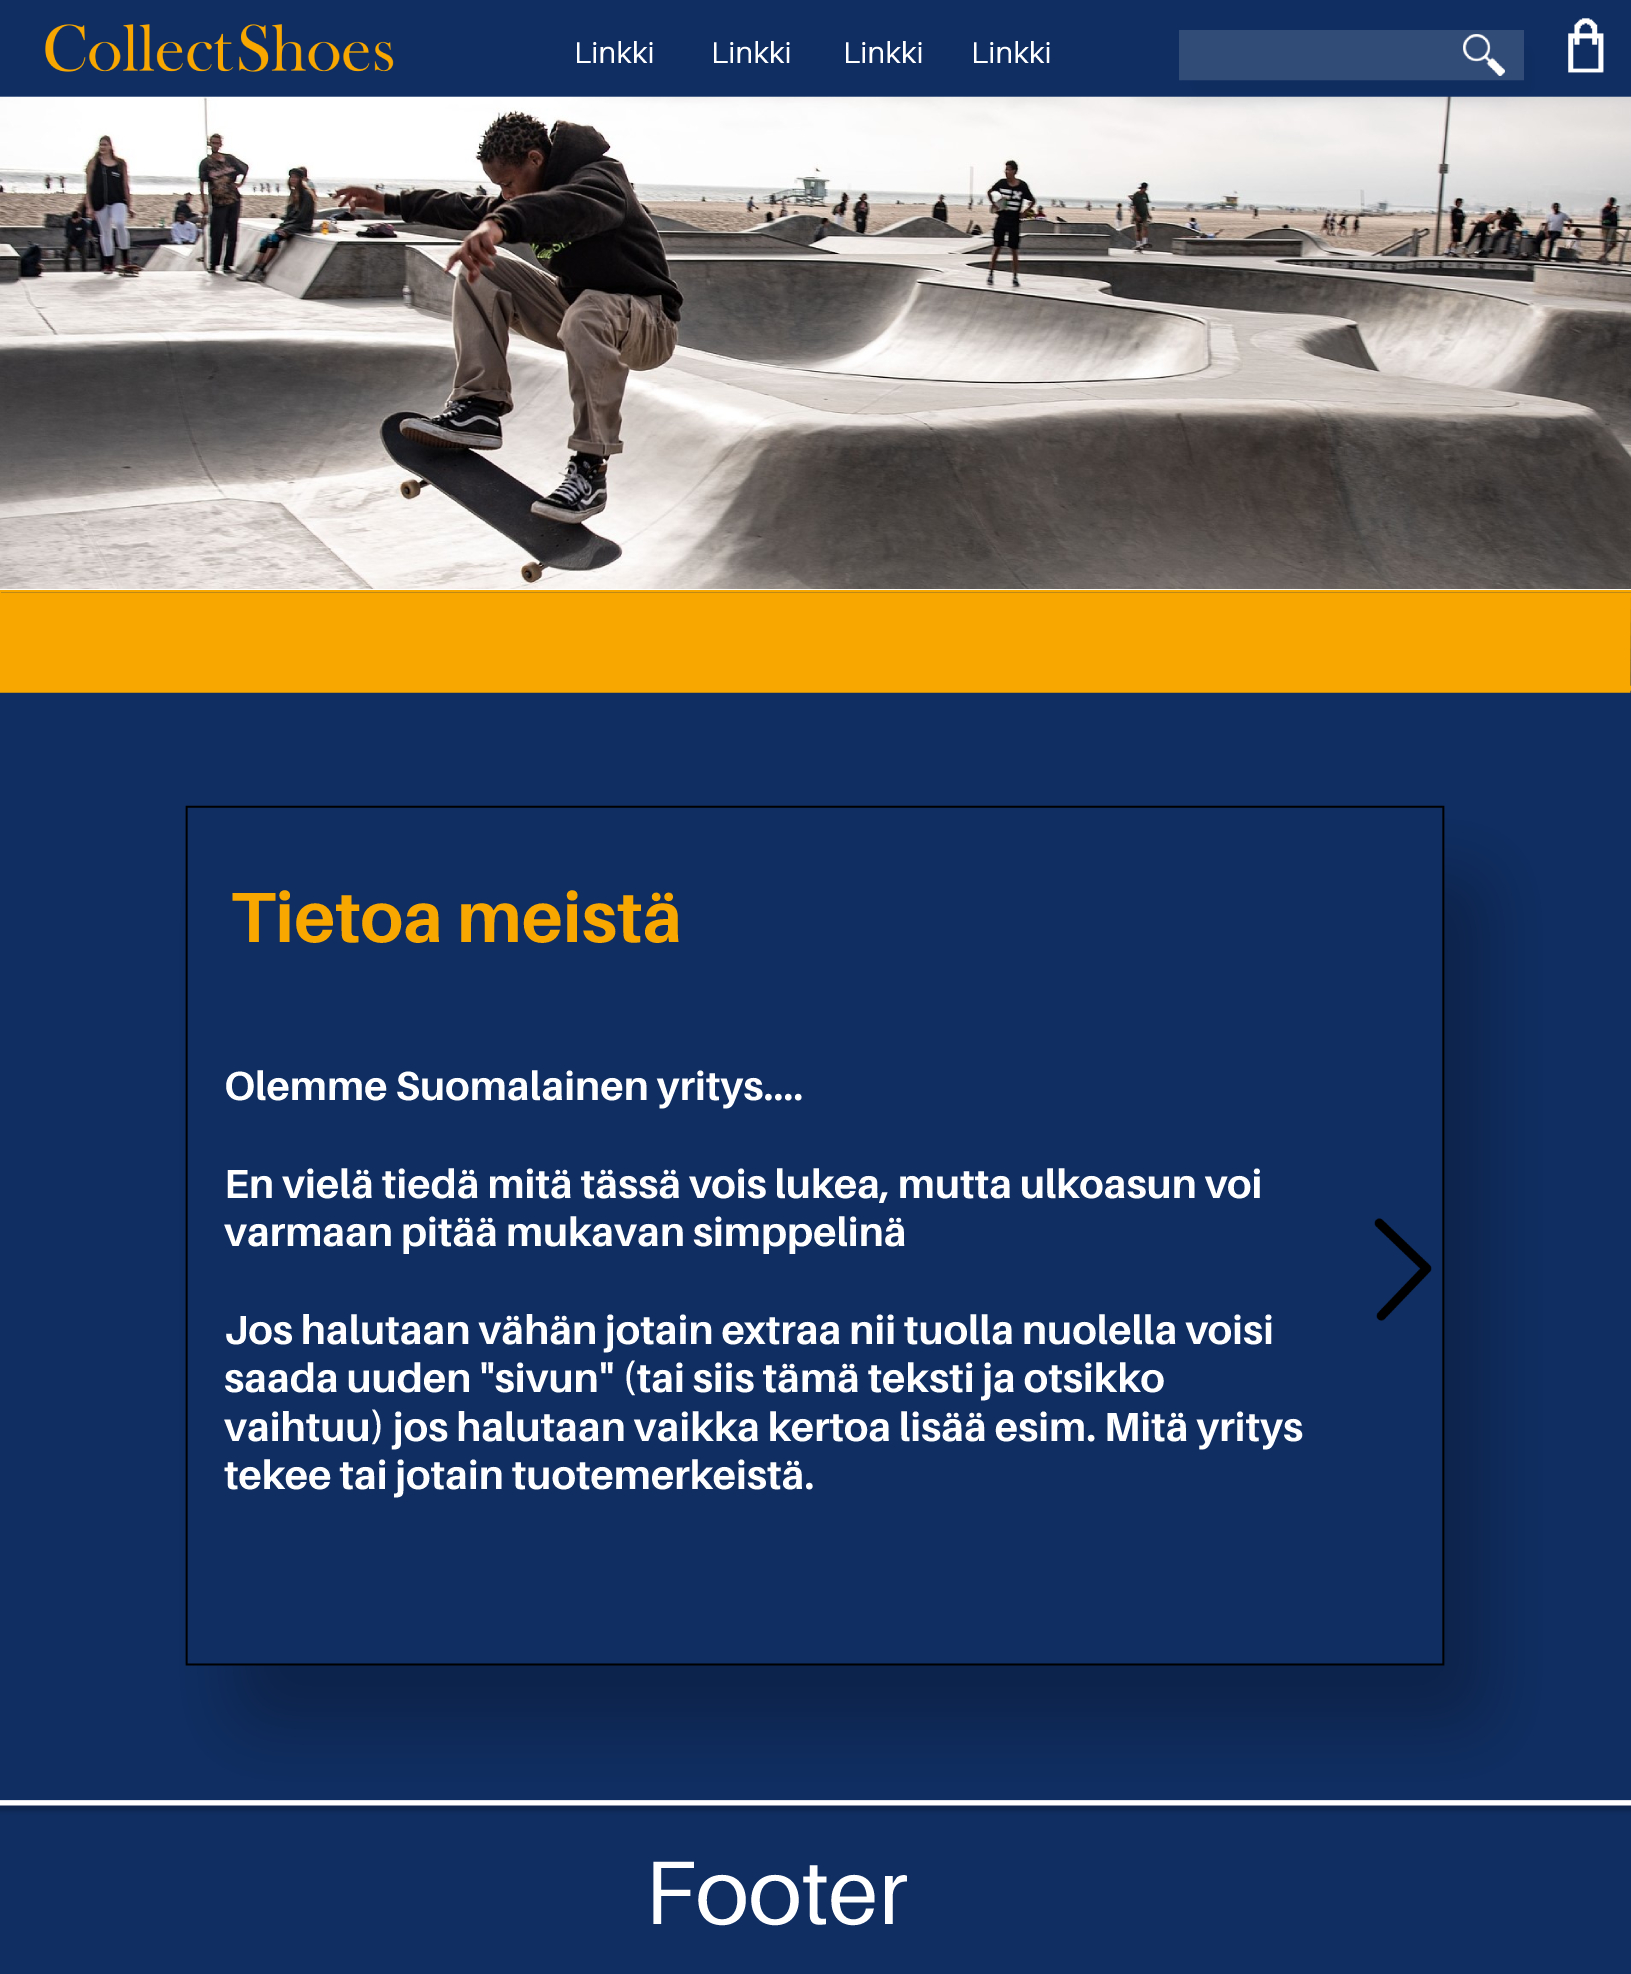 CollectShoes
Linkki Linkki Linkki Linkki
Tietoa meistä
Olemme Suomalainen yritys....
En vielä tiedä mitä tässä vois lukea, mutta ulkoasun voi
varmaan pitää mukavan simppelinä
Jos halutaan vähän jotain extraa nii tuolla nuolella voisi
saada uuden "sivun" (tai siis tämä teksti ja otsikko
vaihtuu) jos halutaan vaikka kertoa lisää esim. Mitä yritys
tekee tai jotain tuotemerkeistä.
Footer